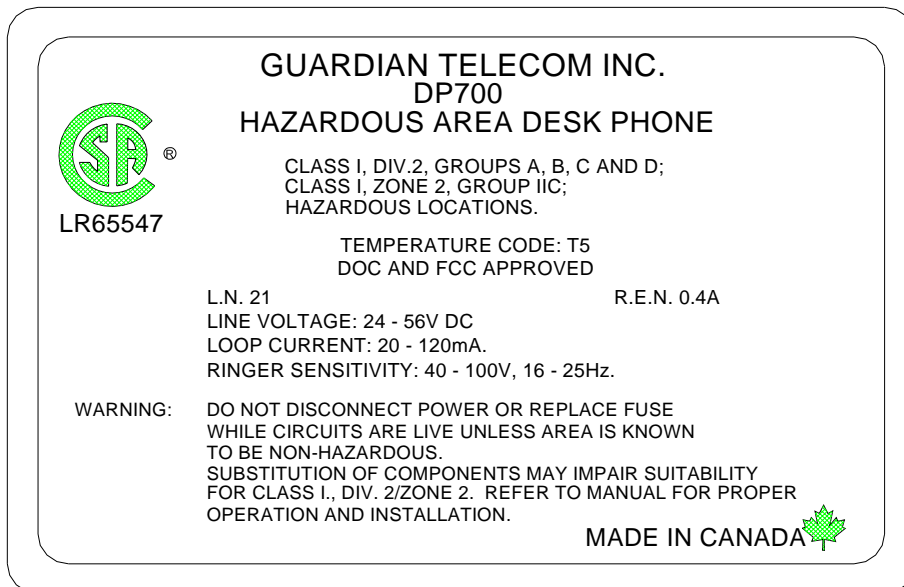 GUARDIAN TELECOM INC.
DP700
HAZARDOUS AREA DESK PHONE
SA ®
LR65547
CLASS I, DIV.2, GROUPS A, B, C AND D;
CLASS I, ZONE 2, GROUP IIC;
HAZARDOUS LOCATIONS.
TEMPERATURE CODE: T5
DOC AND FCC APPROVED
L.N. 21 R.E.N. 0.4A
LINE VOLTAGE: 24 - 56V DC
LOOP CURRENT: 20 - 120mA.
RINGER SENSITIVITY: 40 - 100V, 16 - 25Hz.
WARNING: DO NOT DISCONNECT POWER OR REPLACE FUSE
WHILE CIRCUITS ARE LIVE UNLESS AREA IS KNOWN
TO BE NON-HAZARDOUS.
SUBSTITUTION OF COMPONENTS MAY IMPAIR SUITABILITY
FOR CLASS I., DIV. 2/ZONE 2. REFER TO MANUAL FOR PROPER
OPERATION AND INSTALLATION.
MADE IN CANADA